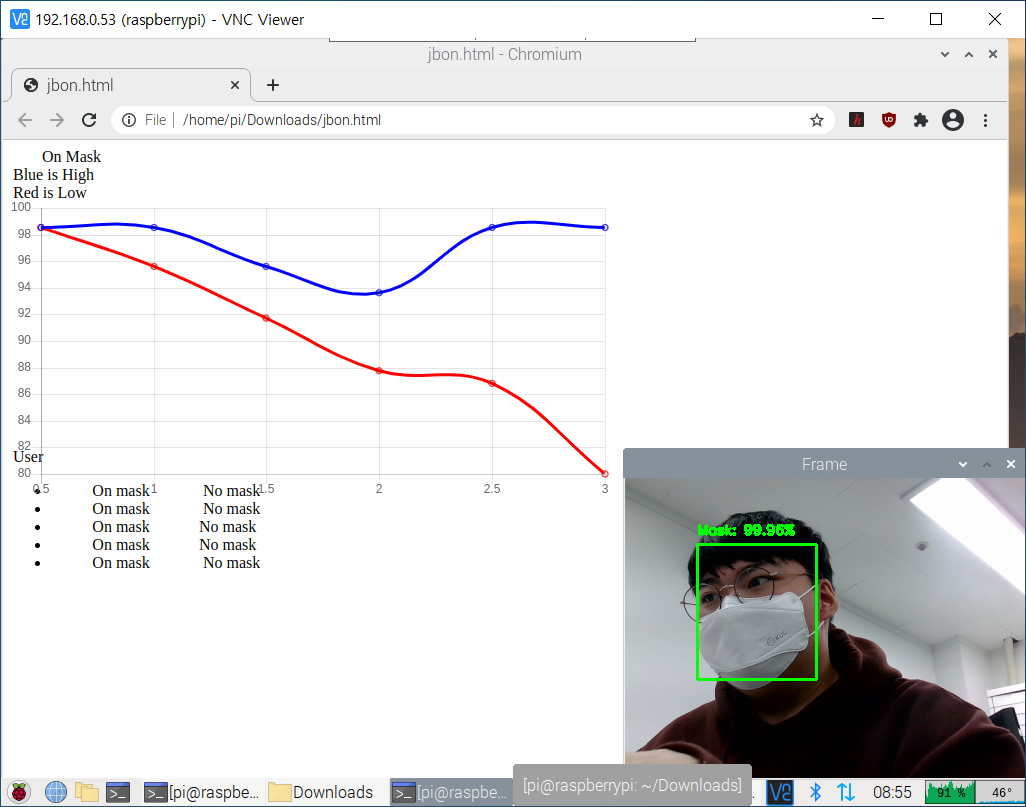 192.168.0.53 (raspberrypi) - VNC Viewer
jbon.html - Chromium
jbon.html
File | /home/pi/Downloads/jbon.html
On Mask
Blue is High
Red is Low
100
98
96
94
92
90
88
86
84
82
User
80
0.5 1 1.5 2 2.5 3
On mask No mask
On mask No mask
On mask No mask
On mask No mask
On mask No mask
Frame
Mask: 99.96%
KUS
[pi@raspbe...
Downloads
[pi@raspbe...
[pi@raspberrypi: ~/Downloads]
08:55
91 %
46°